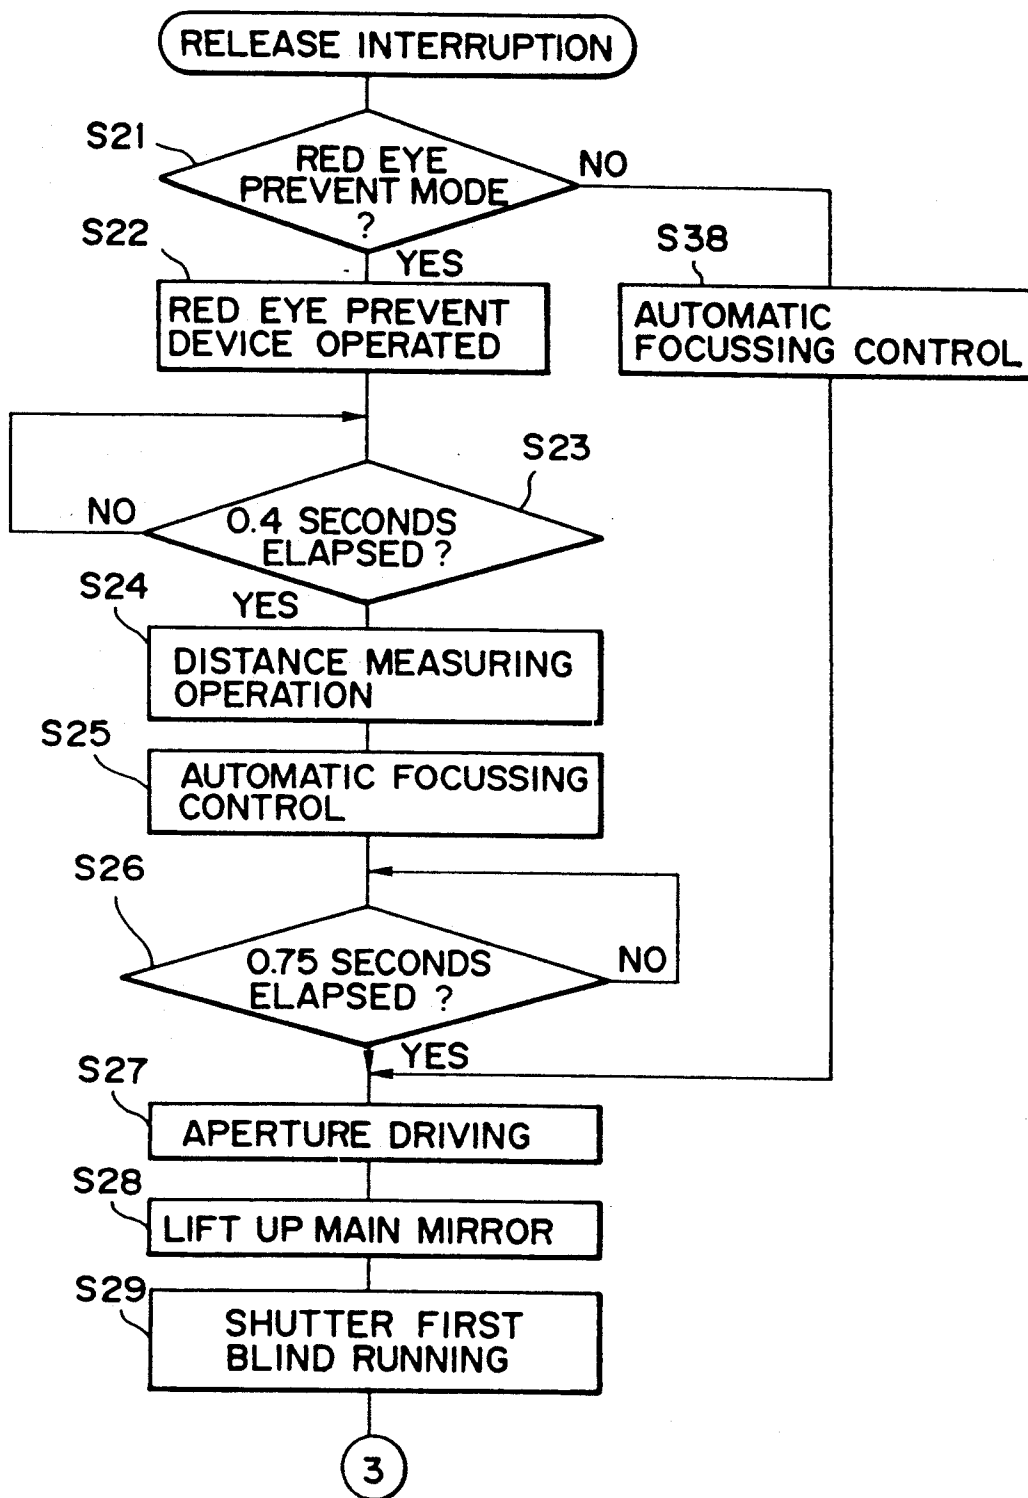 RELEASE INTERRUPTION
S21
RED EYE
PREVENT MODE
?
NO
S22
YES
S38
RED EYE PREVENT
DEVICE OPERATED
AUTOMATIC
FOCUSSING CONTROL
S23
NO
0.4 SECONDS
ELAPSED ?
S24
YES
DISTANCE MEASURING
OPERATION
S25
AUTOMATIC FOCUSSING
CONTROL
S26
0.75 SECONDS
ELAPSED ?
NO
YES
S27
APERTURE DRIVING
S28
LIFT UP MAIN MIRROR
S29
SHUTTER FIRST
BLIND RUNNING
3